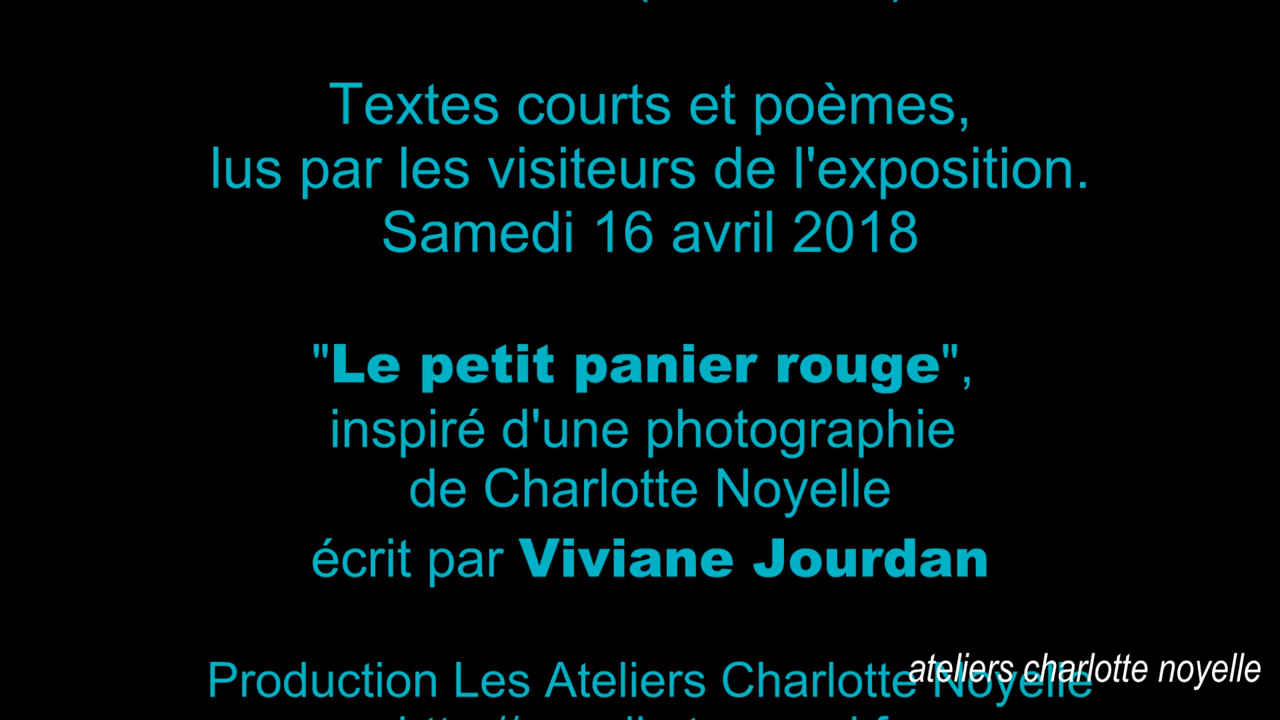 Textes courts et poèmes,
lus par les visiteurs de l'exposition.
Samedi 16 avril 2018
"Le petit panier rouge",
inspiré d'une photographie
de Charlotte Noyelle
écrit par Viviane Jourdan
Production Les Ateliers Charlotte Noyelle
ateliers charlotte noyelle